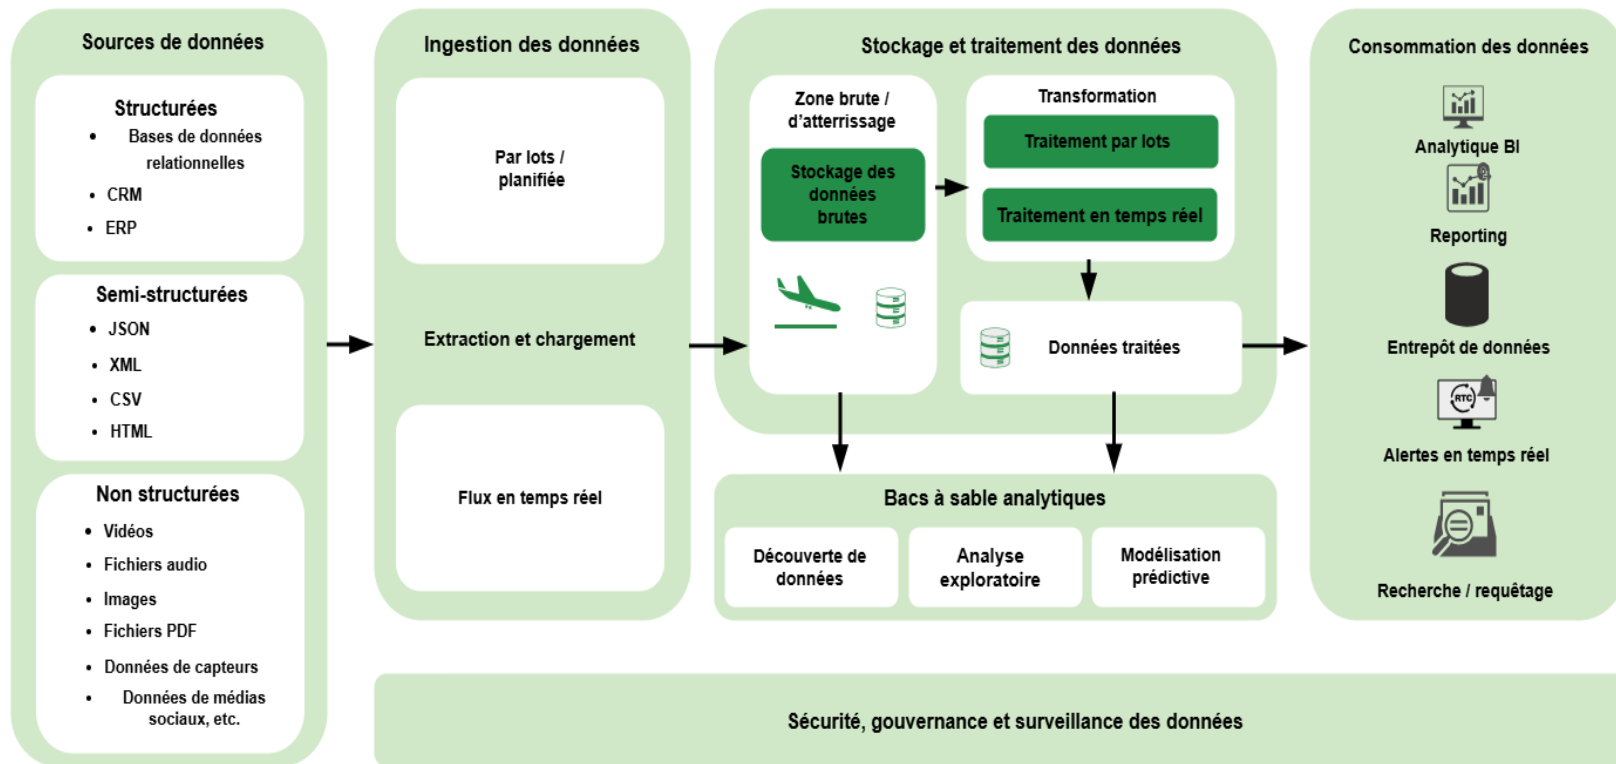 Sources de données
Structurées
• Bases de données
relationnelles
• CRM
• ERP
Semi-structurées
• JSON
• XML
• CSV
• HTML
Non structurées
• Vidéos
• Fichiers audio
• Images
• Fichiers PDF
• Données de capteurs
• Données de médias
sociaux, etc.
Ingestion des données
Par lots /
planifiée
Extraction et chargement
Flux en temps réel
Stockage et traitement des données
Zone brute /
d'atterrissage
Stockage des
données
brutes
Transformation
Traitement par lots
Traitement en temps réel
Données traitées
Bacs à sable analytiques
Découverte de
données
Analyse
exploratoire
Modélisation
prédictive
Consommation des données
Analytique BI
Reporting
Entrepôt de données
RTC
Alertes en temps réel
Recherche / requêtage
Sécurité, gouvernance et surveillance des données